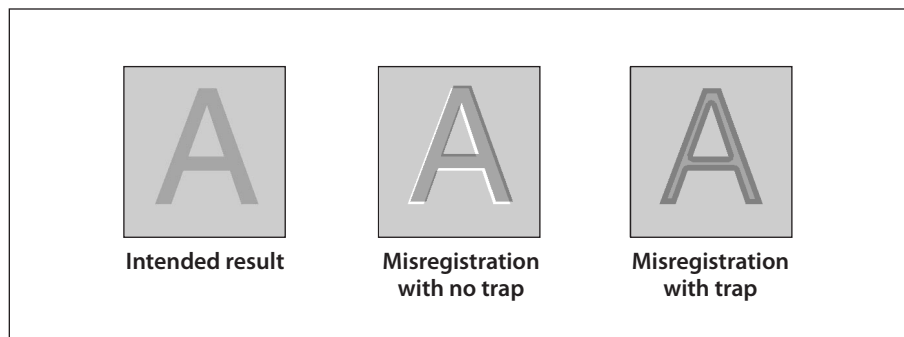 A
A
A
Intended result
Misregistration
with no trap
Misregistration
with trap